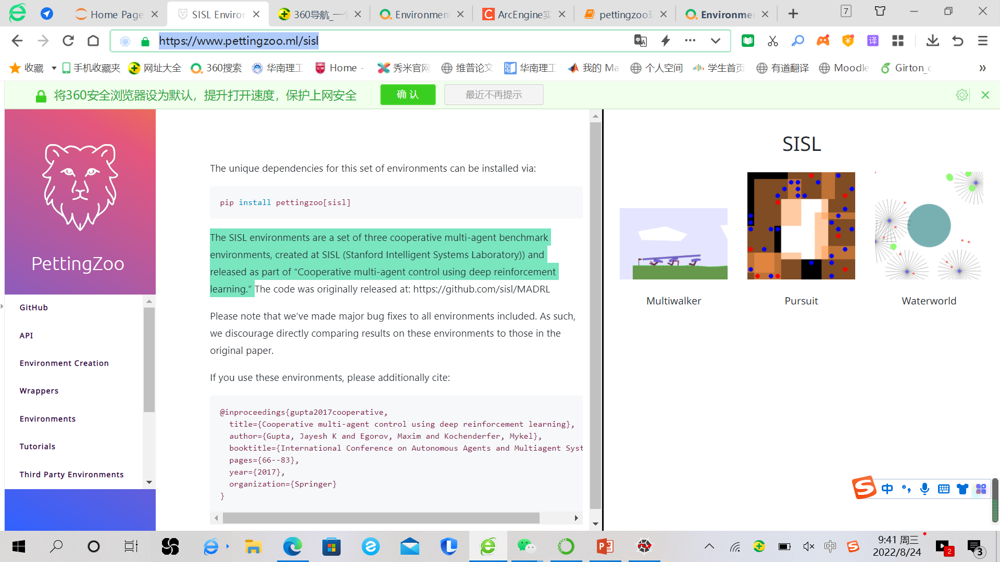 Home Page
SISL Enviror
360导航_一个
Environmen
ArcEngine实
pettingzoo环
Environme
7
https://www.pettingzoo.ml/sisl
译
收藏
手机收藏夹
网址大全
360搜索
华南理工
Home -
秀米官网
维普论文
华南理工
我的 Ma
个人空间
学生首页
有道翻译
Moodle
Girton_c
将360安全浏览器设为默认，提升打开速度，保护上网安全
确 认
最近不再提示
PettingZoo
GitHub
API
Environment Creation
Wrappers
Environments
Tutorials
Third Party Environments
The unique dependencies for this set of environments can be installed via:
pip install pettingzoo[sisl]
The SISL environments are a set of three cooperative multi-agent benchmark
environments, created at SISL (Stanford Intelligent Systems Laboratory)) and
released as part of “Cooperative multi-agent control using deep reinforcement
learning.” The code was originally released at: https://github.com/sisl/MADRL
Please note that we’ve made major bug fixes to all environments included. As such,
we discourage directly comparing results on these environments to those in the
original paper.
If you use these environments, please additionally cite:
@inproceedings{gupta2017cooperative,
title={Cooperative multi-agent control using deep reinforcement learning},
author={Gupta, Jayesh K and Egorov, Maxim and Kochenderfer, Mykel},
booktitle={International Conference on Autonomous Agents and Multiagent Syst
pages={66--83},
year={2017},
organization={Springer}
}
SISL
Multiwalker
Pursuit
Waterworld
中
9:41 周三
2022/8/24
中
2
3